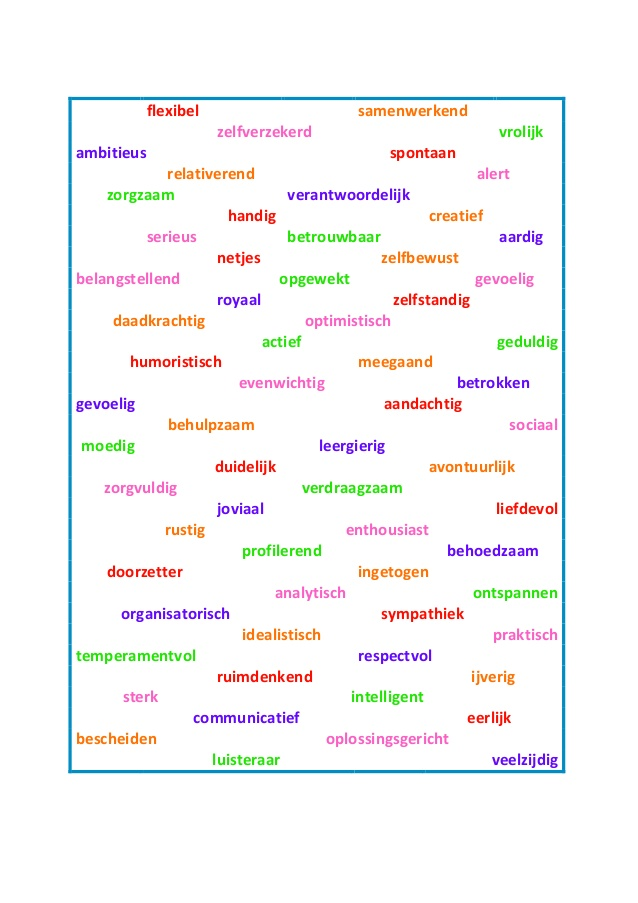 flexibel samenwerkend
zelfverzekerd vrolijk
ambitieus spontaan
relativerend alert
zorgzaam verantwoordelijk
handig creatief
serieus betrouwbaar aardig
netjes zelfbewust
belangstellend opgewekt gevoelig
royaal zelfstandig
daadkrachtig optimistisch
actief geduldig
humoristisch meegaand
evenwichtig betrokken
gevoelig aandachtig
behulpzaam sociaal
moedig leergierig
duidelijk avontuurlijk
zorgvuldig verdraagzaam
joviaal liefdevol
rustig enthousiast
profilerend behoedzaam
doorzetter ingetogen
analytisch ontspannen
organisatorisch sympathiek
idealistisch praktisch
temperamentvol respectvol
ruimdenkend ijverig
sterk intelligent
communicatief eerlijk
bescheiden oplossingsgericht
luisteraar veelzijdig